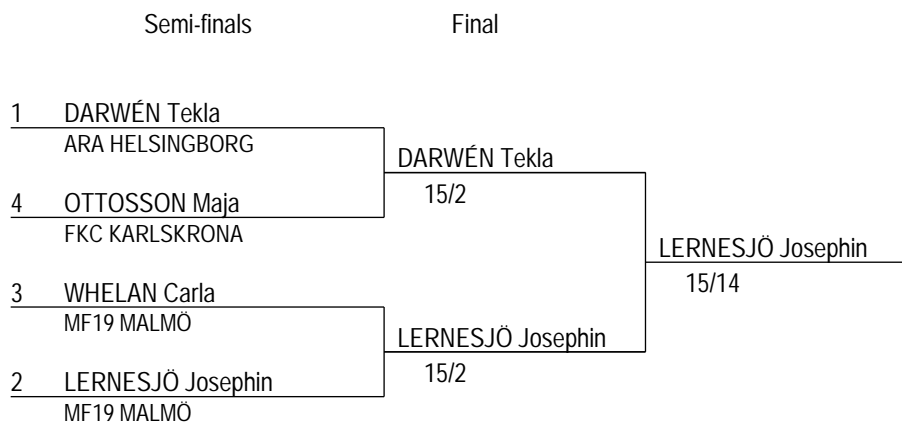 Semi-finals Final
1 DARWÉN Tekla
ARA HELSINGBORG
DARWÉN Tekla
15/2
4 OTTOSSON Maja
FKC KARLSKRONA
LERNESJÖ Josephin
15/14
3 WHELAN Carla
MF19 MALMÖ
LERNESJÖ Josephin
15/2
2 LERNESJÖ Josephin
MF19 MALMÖ